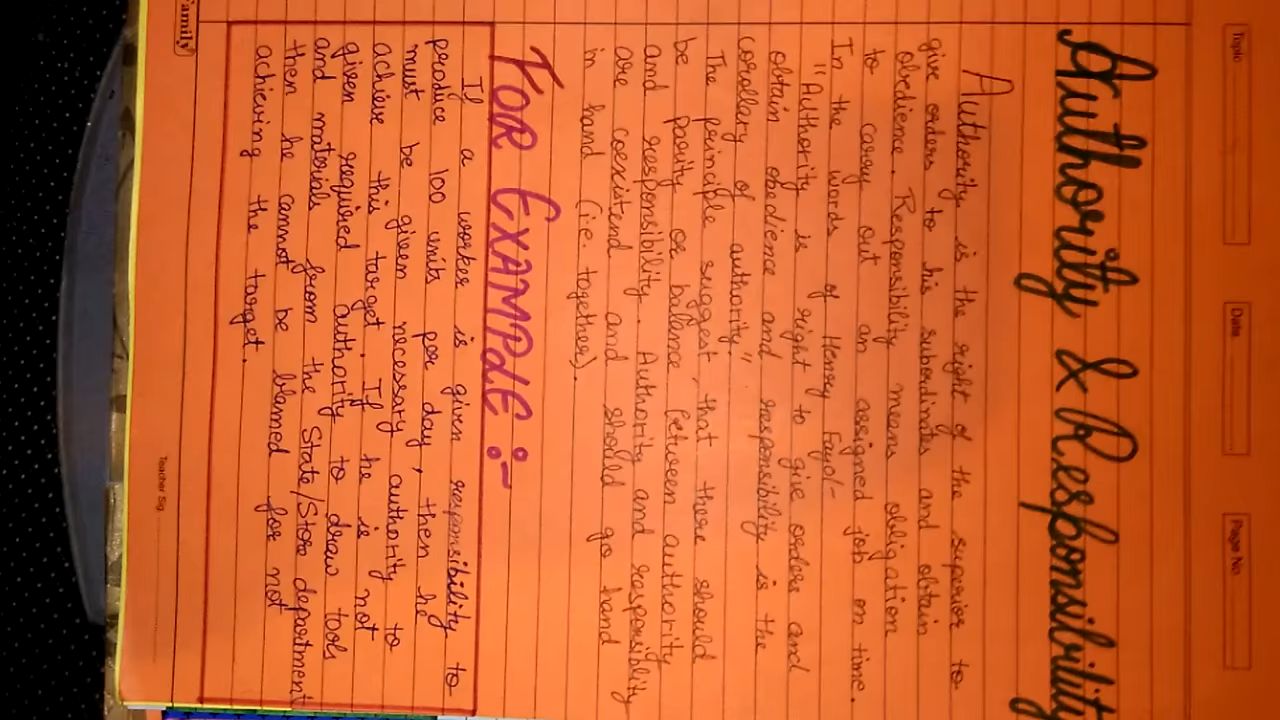 Topic
Date
Page No.
Authority & Responsibility
Authority is the right of the superior to
give orders to his subordinates and obtain
obedience. Responsibility means obligation
to carry out an assigned job on time.
In the words of Henry Fayol-
"Authority is right to give orders and
obtain obedience and responsibility is the
corollary of authority."
The principle suggest, that there should
be parity or balance between authority
and responsibility. Authority and responsiblity
are coexistend and should go hand
in hand (i.e. together).
FOR EXAMPLE :-
If a worker is given responsibility to
produce 100 units per day, then he
must be given necessary authority to
achieve this target. If he is not
given required authority to draw tools
and materials from the State/Store department
then he cannot be blamed for not
achieving the target.
Family
Teacher Sig.